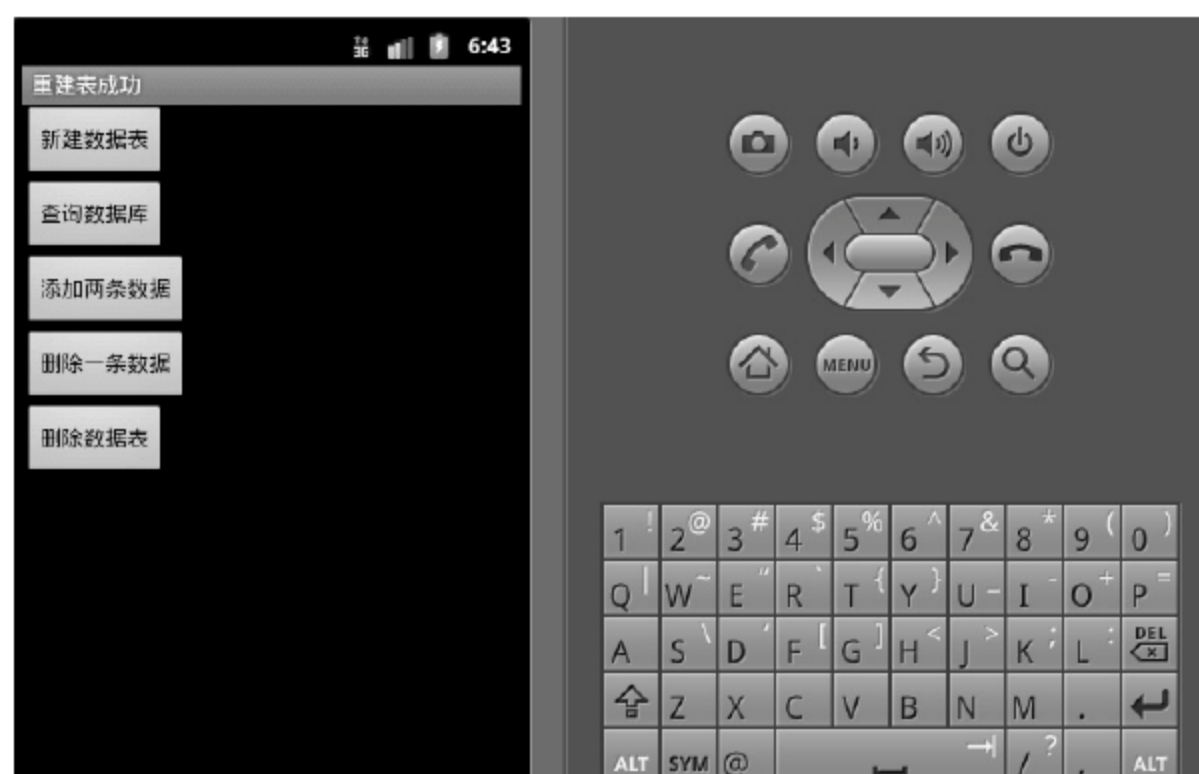 3G 6:43
重建表成功
新建数据表
查询数据库
添加两条数据
删除一条数据
删除数据表
MENU
1 ! 2 @ 3 # 4 $ 5 % 6 ^ 7 & 8 * 9 ( 0 )
Q | W ~ E " R ` T { Y } U _ I - O + P =
A S \ D ' F [ G ] H < J > K ; L : DEL
Z X C V B N M .
ALT SYM @ / ? , ALT